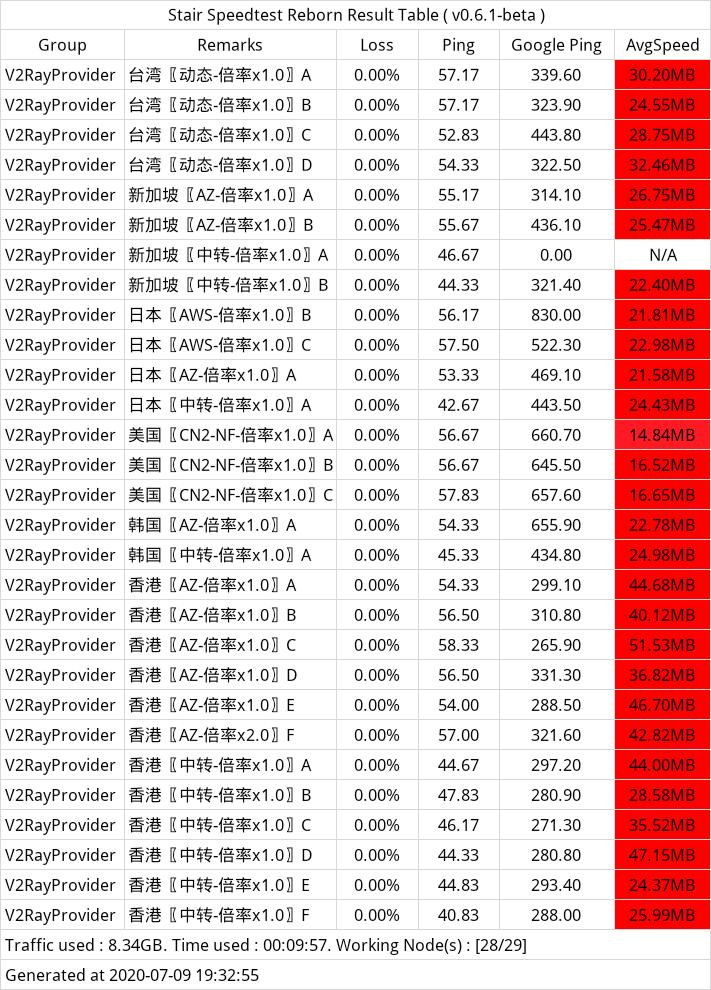 Stair Speedtest Reborn Result Table ( v0.6.1-beta )
Group Remarks Loss Ping Google Ping AvgSpeed
V2RayProvider 台湾〖动态-倍率x1.0〗A 0.00% 57.17 339.60 30.20MB
V2RayProvider 台湾〖动态-倍率x1.0〗B 0.00% 57.17 323.90 24.55MB
V2RayProvider 台湾〖动态-倍率x1.0〗C 0.00% 52.83 443.80 28.75MB
V2RayProvider 台湾〖动态-倍率x1.0〗D 0.00% 54.33 322.50 32.46MB
V2RayProvider 新加坡〖AZ-倍率x1.0〗A 0.00% 55.17 314.10 26.75MB
V2RayProvider 新加坡〖AZ-倍率x1.0〗B 0.00% 55.67 436.10 25.47MB
V2RayProvider 新加坡〖中转-倍率x1.0〗A 0.00% 46.67 0.00 N/A
V2RayProvider 新加坡〖中转-倍率x1.0〗B 0.00% 44.33 321.40 22.40MB
V2RayProvider 日本〖AWS-倍率x1.0〗B 0.00% 56.17 830.00 21.81MB
V2RayProvider 日本〖AWS-倍率x1.0〗C 0.00% 57.50 522.30 22.98MB
V2RayProvider 日本〖AZ-倍率x1.0〗A 0.00% 53.33 469.10 21.58MB
V2RayProvider 日本〖中转-倍率x1.0〗A 0.00% 42.67 443.50 24.43MB
V2RayProvider 美国〖CN2-NF-倍率x1.0〗A 0.00% 56.67 660.70 14.84MB
V2RayProvider 美国〖CN2-NF-倍率x1.0〗B 0.00% 56.67 645.50 16.52MB
V2RayProvider 美国〖CN2-NF-倍率x1.0〗C 0.00% 57.83 657.60 16.65MB
V2RayProvider 韩国〖AZ-倍率x1.0〗A 0.00% 54.33 655.90 22.78MB
V2RayProvider 韩国〖中转-倍率x1.0〗A 0.00% 45.33 434.80 24.98MB
V2RayProvider 香港〖AZ-倍率x1.0〗A 0.00% 54.33 299.10 44.68MB
V2RayProvider 香港〖AZ-倍率x1.0〗B 0.00% 56.50 310.80 40.12MB
V2RayProvider 香港〖AZ-倍率x1.0〗C 0.00% 58.33 265.90 51.53MB
V2RayProvider 香港〖AZ-倍率x1.0〗D 0.00% 56.50 331.30 36.82MB
V2RayProvider 香港〖AZ-倍率x1.0〗E 0.00% 54.00 288.50 46.70MB
V2RayProvider 香港〖AZ-倍率x2.0〗F 0.00% 57.00 321.60 42.82MB
V2RayProvider 香港〖中转-倍率x1.0〗A 0.00% 44.67 297.20 44.00MB
V2RayProvider 香港〖中转-倍率x1.0〗B 0.00% 47.83 280.90 28.58MB
V2RayProvider 香港〖中转-倍率x1.0〗C 0.00% 46.17 271.30 35.52MB
V2RayProvider 香港〖中转-倍率x1.0〗D 0.00% 44.33 280.80 47.15MB
V2RayProvider 香港〖中转-倍率x1.0〗E 0.00% 44.83 293.40 24.37MB
V2RayProvider 香港〖中转-倍率x1.0〗F 0.00% 40.83 288.00 25.99MB
Traffic used : 8.34GB. Time used : 00:09:57. Working Node(s) : [28/29]
Generated at 2020-07-09 19:32:55